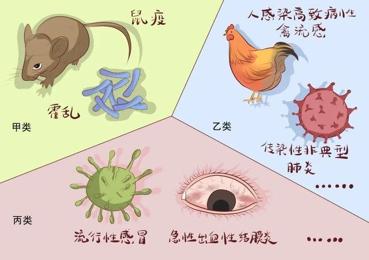 鼠疫
霍乱
甲类
人感染高致病性
禽流感
乙类
传染性非典型
肺炎
……
丙类
流行性感冒
急性出血性结膜炎
……